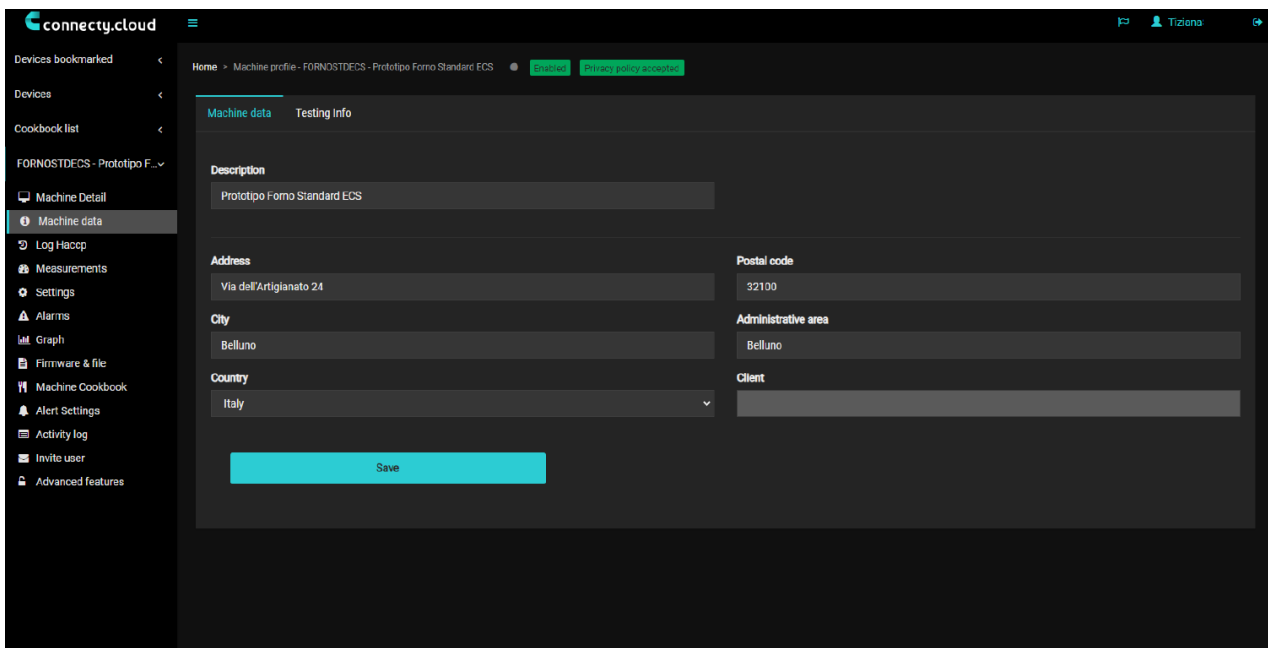 connecty.cloud
Tiziana
Devices bookmarked
Devices
Cookbook list
FORNOSTDECS - Prototipo F...
Machine Detail
Machine data
Log Haccp
Measurements
Settings
Alarms
Graph
Firmware & file
Machine Cookbook
Alert Settings
Activity log
Invite user
Advanced features
Home > Machine profile - FORNOSTDECS - Prototipo Forno Standard ECS Enabled Privacy policy accepted
Machine data Testing Info
Description
Prototipo Forno Standard ECS
Address Postal code
Via dell'Artigianato 24 32100
City Administrative area
Belluno Belluno
Country Client
Italy
Save